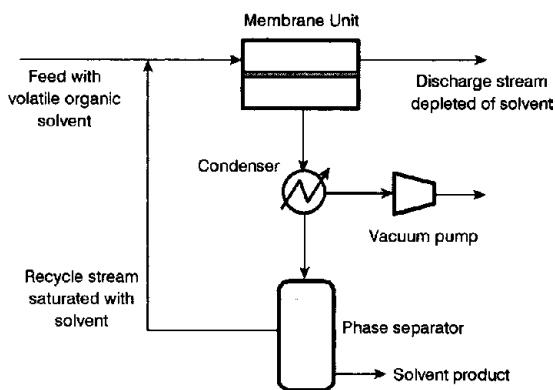 Membrane Unit
Feed with
volatile organic
solvent
Discharge stream
depleted of solvent
Condenser
Vacuum pump
Recycle stream
saturated with
solvent
Phase separator
Solvent product